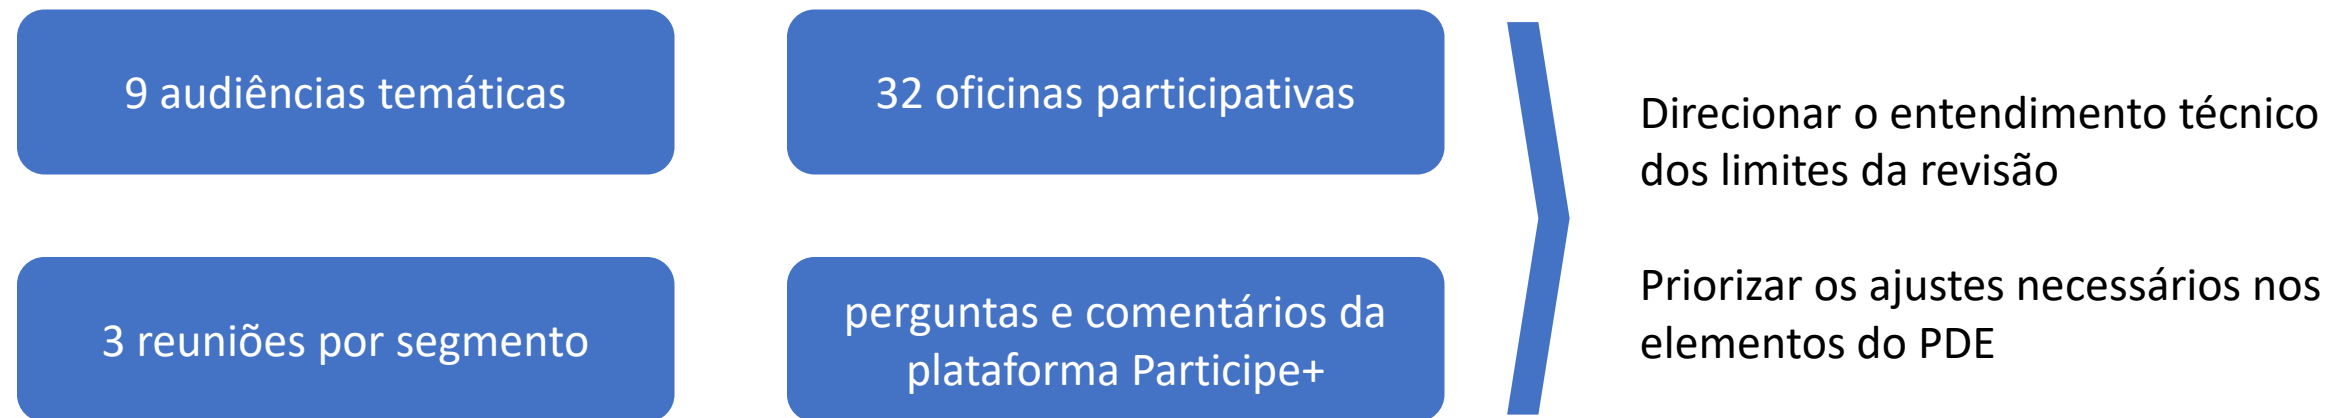 9 audiências temáticas
32 oficinas participativas
3 reuniões por segmento
perguntas e comentários da
plataforma Participe+
Direcionar o entendimento técnico
dos limites da revisão
Priorizar os ajustes necessários nos
elementos do PDE